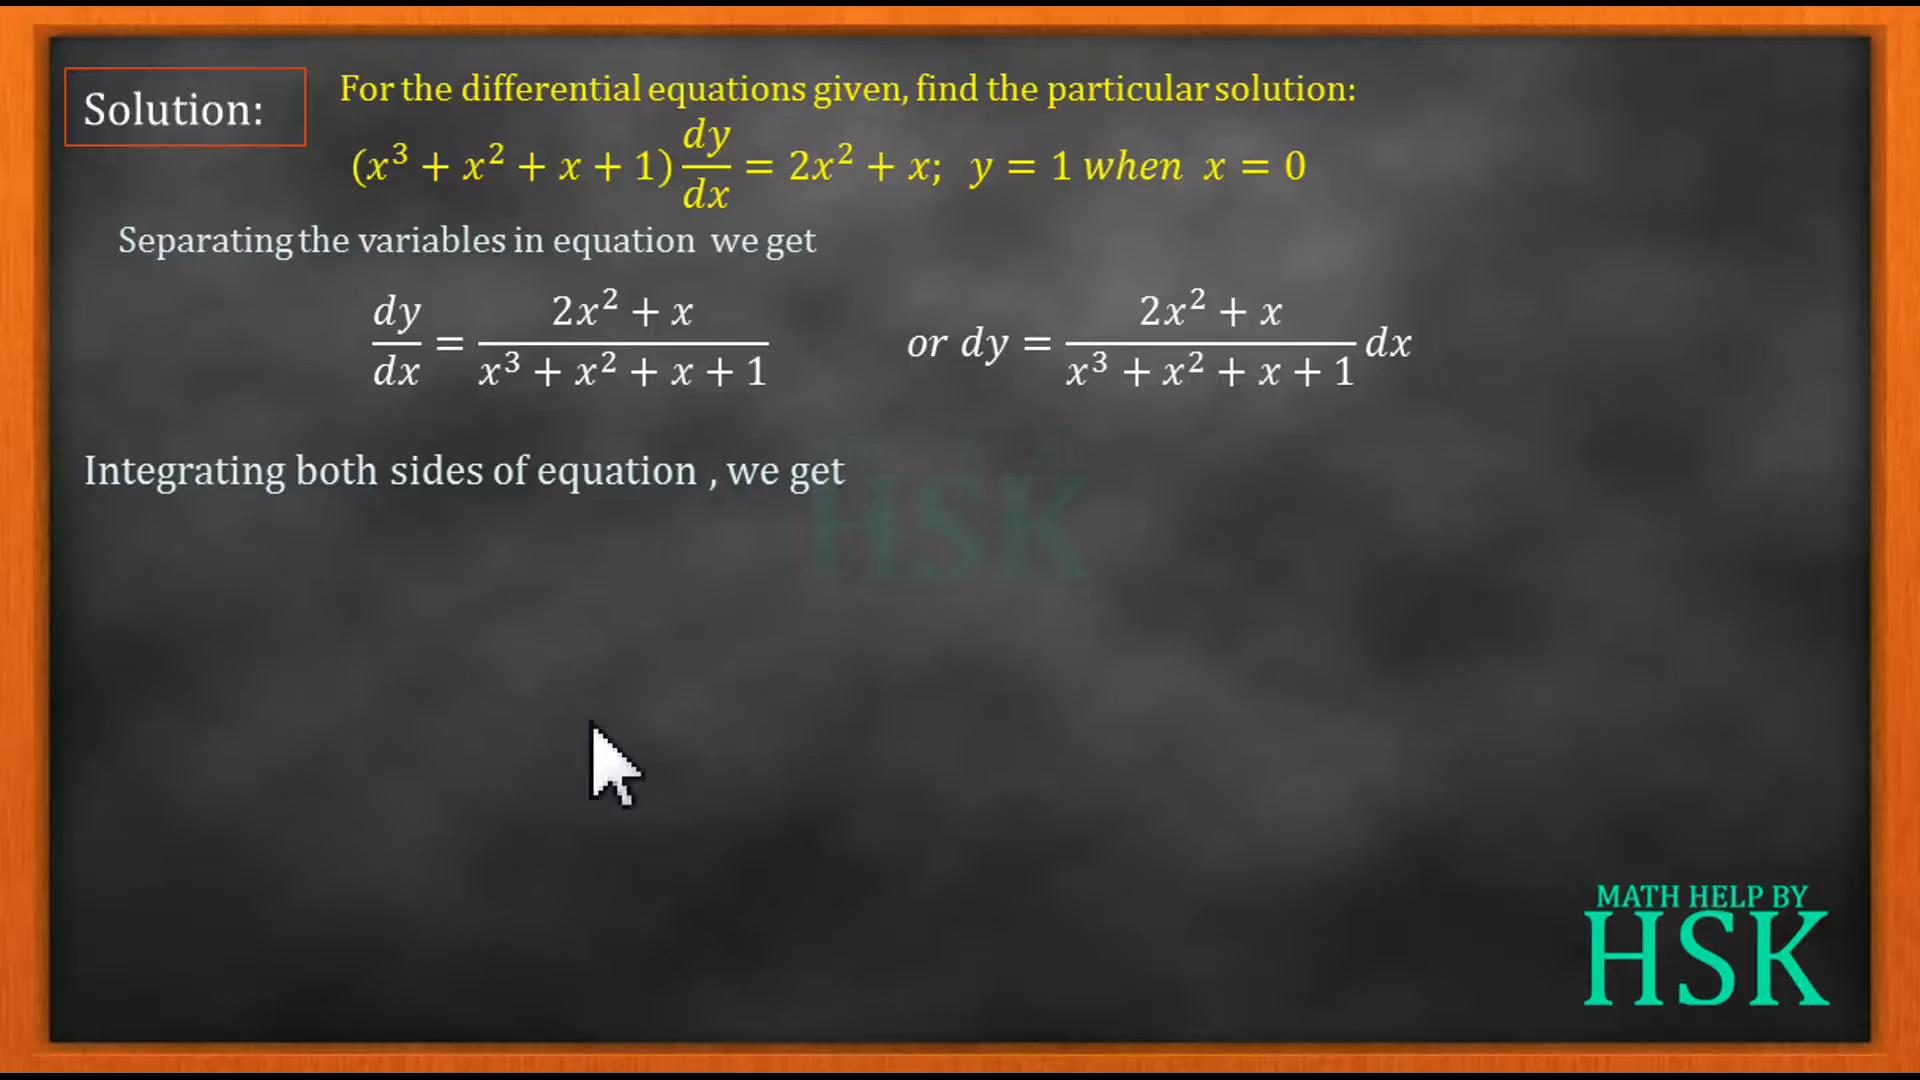 Solution:
For the differential equations given, find the particular solution:
(x³ + x² + x + 1) dy/dx = 2x² + x; y = 1 when x = 0
Separating the variables in equation we get
dy/dx = (2x² + x)/(x³ + x² + x + 1) or dy = (2x² + x)/(x³ + x² + x + 1) dx
Integrating both sides of equation , we get
HSK
MATH HELP BY
HSK